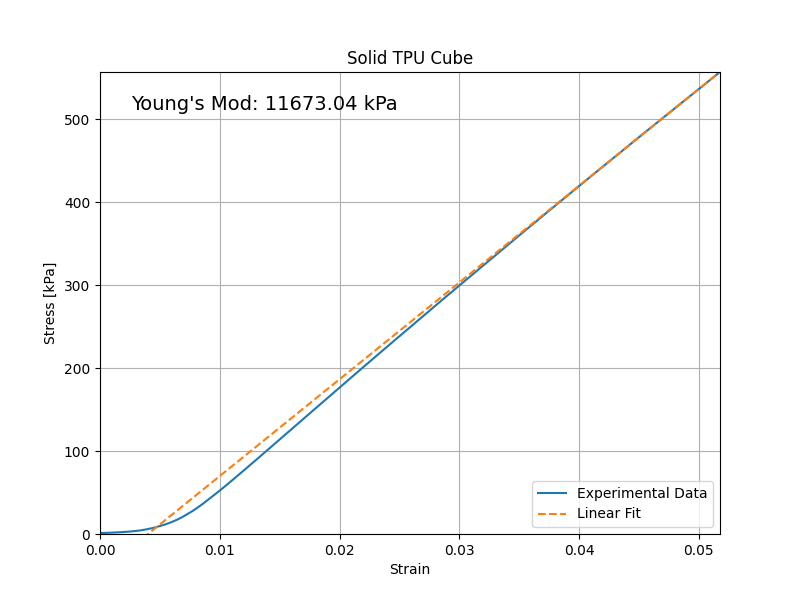 Solid TPU Cube
Young's Mod: 11673.04 kPa
Stress [kPa]
500
400
300
200
100
0
0.00
0.01
0.02
0.03
0.04
0.05
Strain
Experimental Data
Linear Fit